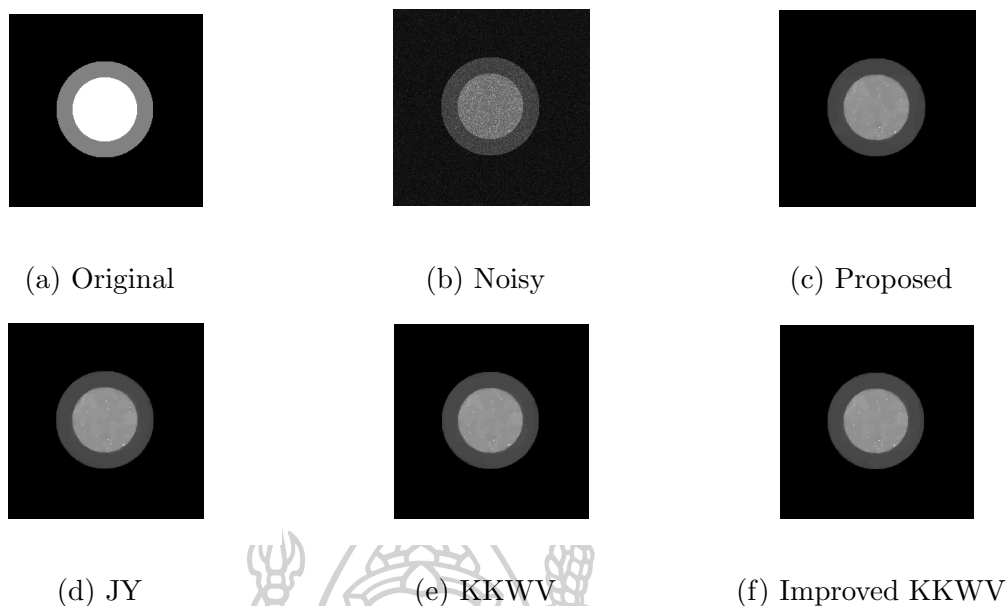 (a) Original
(b) Noisy
(c) Proposed
(d) JY
(e) KKWV
(f) Improved KKWV